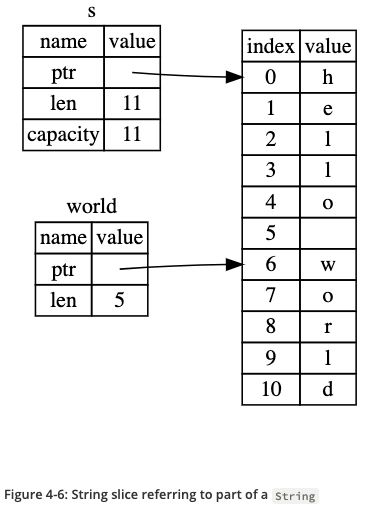 s
name value
ptr
len 11
capacity 11
world
name value
ptr
len 5
index value
0 h
1 e
2 l
3 l
4 o
5
6 w
7 o
8 r
9 l
10 d
Figure 4-6: String slice referring to part of a String